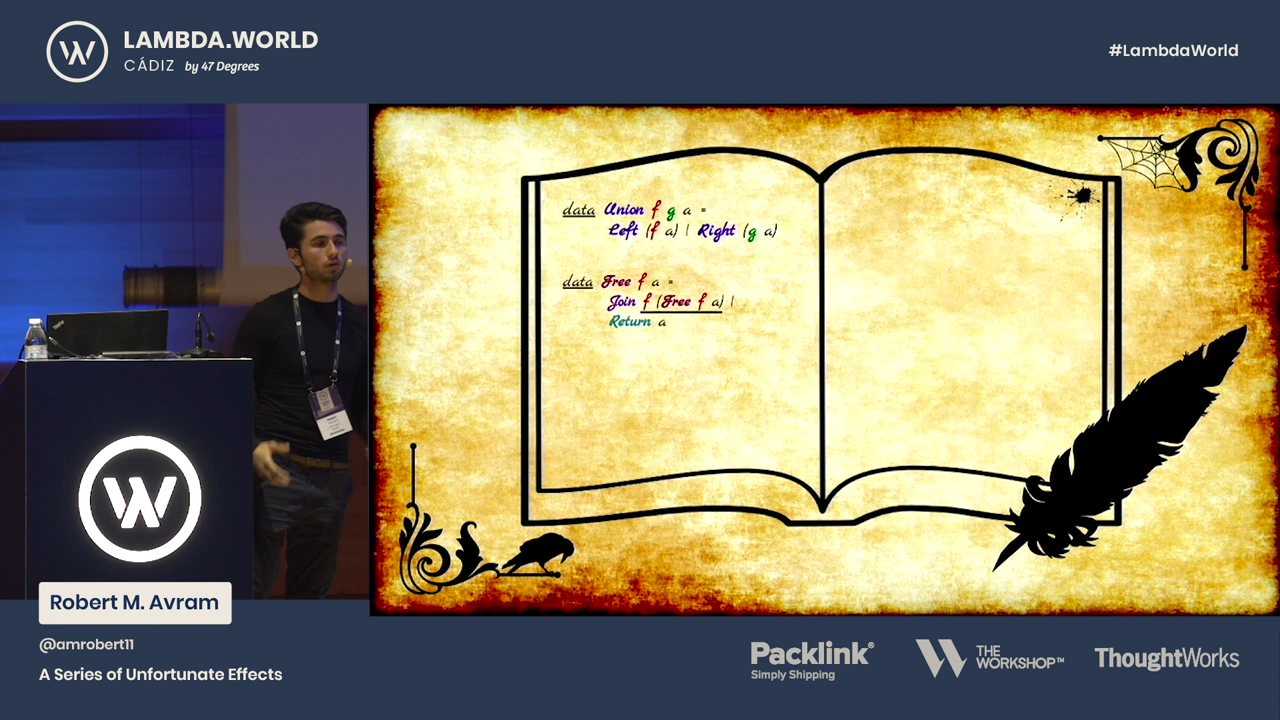 LAMBDA.WORLD
CÁDIZ by 47 Degrees
#LambdaWorld
data Union f g a =
Left (f a) | Right (g a)
data Free f a =
Join f (Free f a) |
Return a
Robert M. Avram
@amrobert11
A Series of Unfortunate Effects
Packlink®
Simply Shipping
THE
WORKSHOP™
ThoughtWorks